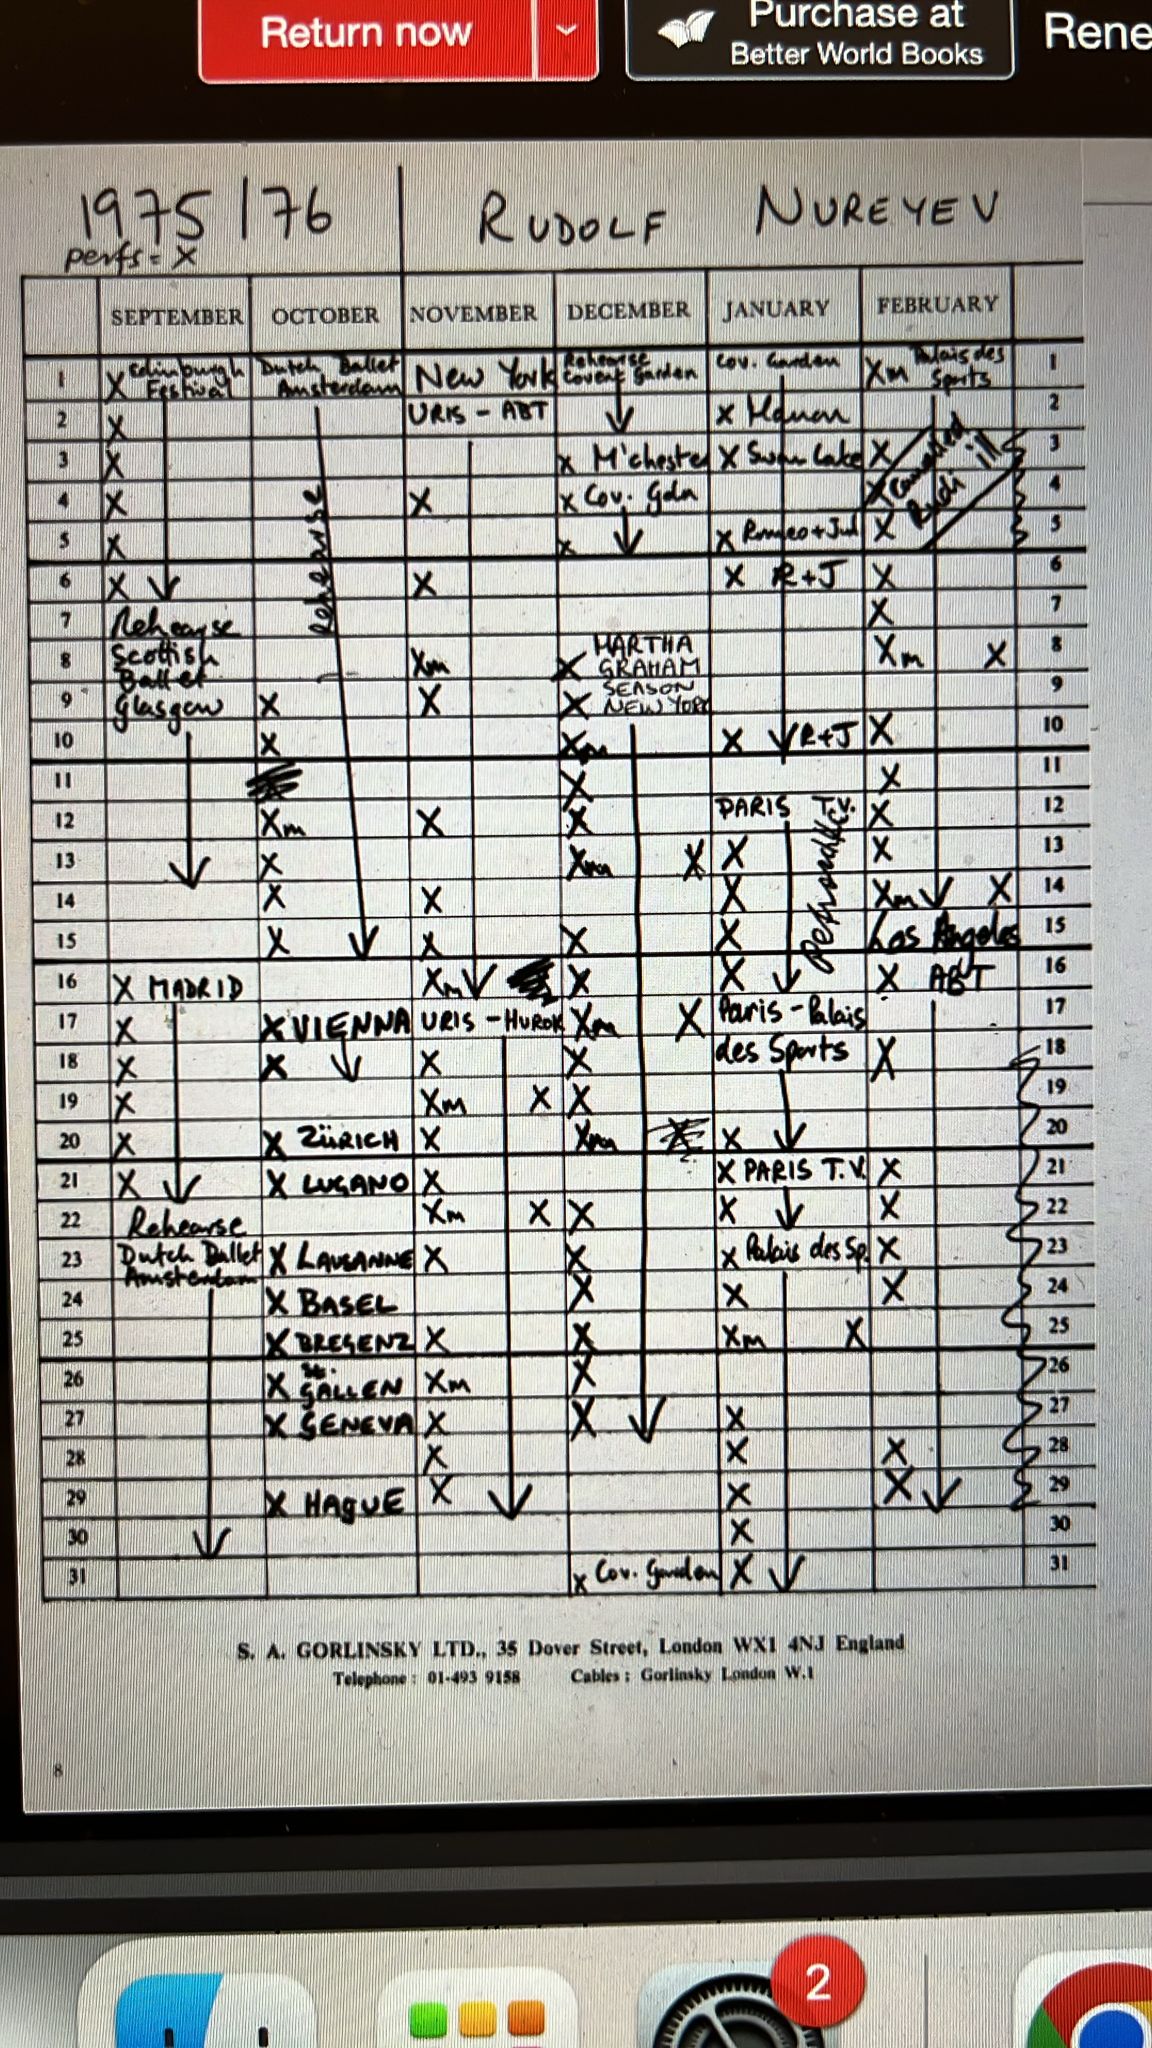 Return now
Purchase at
Better World Books
Rene
1975/76 RUDOLF NUREYEV
perfs = X
SEPTEMBER OCTOBER NOVEMBER DECEMBER JANUARY FEBRUARY
1 X Edinburgh Festival Dutch Ballet Amsterdam New York Rehearse Covent Garden Cov. Garden Xm Palais des Sports 1
2 X URIS - ABT X Manon 2
3 X X M'chester X Swan Lake X Cancelled 3
4 X rehearse X X Cov. Gdn X Rudi ill 4
5 X X X Romeo + Jul X 5
6 X X X R+J X 6
7 Rehearse X 7
8 Scottish Ballet Xm X MARTHA GRAHAM Xm X 8
9 Glasgow X X X SEASON NEW YORK 9
10 X Xm X R+J X 10
11 X X 11
12 Xm X X PARIS T.V. X 12
13 X Xm X X X 13
14 X X X Xm X 14
15 X X X X Los Angeles 15
16 X MADRID Xm X X X ABT 16
17 X X VIENNA URIS - HUROK Xm X Paris - Palais 17
18 X X X X des Sports X 18
19 X Xm X X 19
20 X X ZÜRICH X Xm X X 20
21 X X LUGANO X X PARIS T.V. X 21
22 Rehearse Xm X X X X 22
23 Dutch Ballet Amsterdam X LAUSANNE X X X Palais des Sp. X 23
24 X BASEL X X X 24
25 X BREGENZ X X Xm X 25
26 X St. GALLEN Xm X 26
27 X GENEVA X X X 27
28 X X X 28
29 X HAGUE X X X 29
30 X 30
31 X Cov. Garden X 31
S. A. GORLINSKY LTD., 35 Dover Street, London WX1 4NJ England
Telephone : 01-493 9158 Cables : Gorlinsky London W.1
8
2